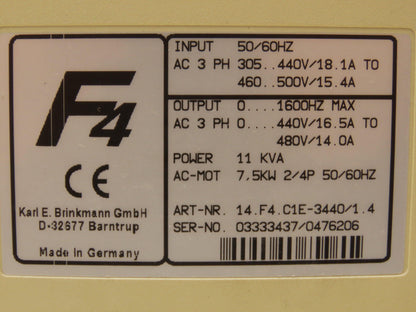 F4
CE
Karl E. Brinkmann GmbH
D-32677 Barntrup
Made in Germany
INPUT 50/60HZ
AC 3 PH 305..440V/18.1A TO
460..500V/15.4A
OUTPUT 0....1600HZ MAX
AC 3 PH 0...440V/16.5A TO
480V/14.0A
POWER 11 KVA
AC-MOT 7,5KW 2/4P 50/60HZ
ART-NR. 14.F4.C1E-3440/1.4
SER-NO. 03333437/0476206